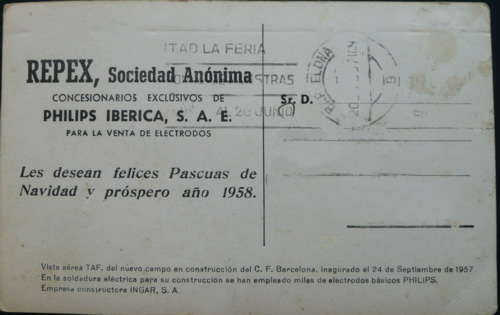 ITAD LA FERIA
REPEX, Sociedad Anónima
CONCESIONARIOS EXCLUSIVOS DE
PHILIPS IBERICA, S. A. E.
PARA LA VENTA DE ELECTRODOS
Les desean felices Pascuas de
Navidad y próspero año 1958.
AL 20 JUNIO
Sr. D.
Vista aérea TAF. del nuevo campo en construcción del C. F. Barcelona, inagurado el 24 de Septiembre de 1957
En la soldadura eléctrica para su construcción se han empleado miles de electrodos básicos PHILIPS.
Empresa constructora INGAR, S. A.